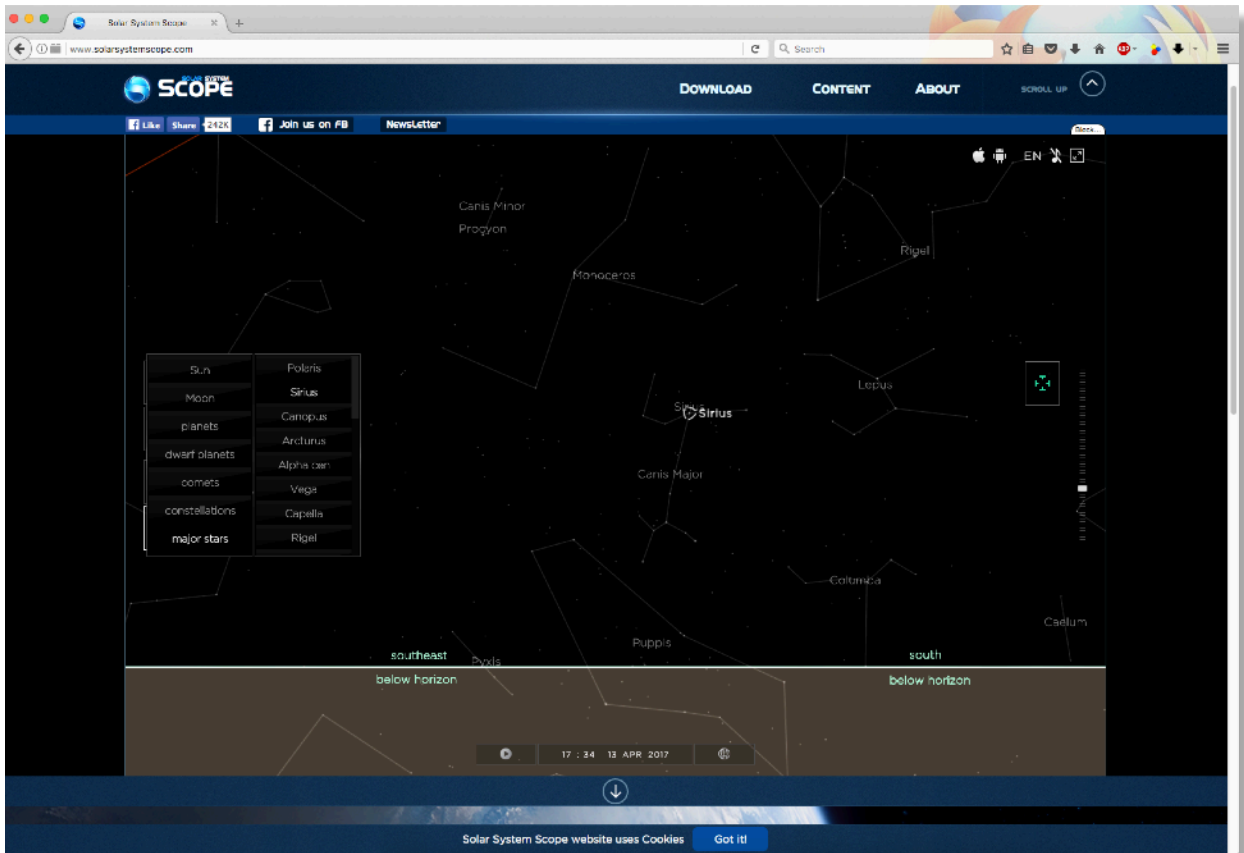 Solar System Scope
www.solarsystemscope.com
Search
SOLAR SYSTEM
SCOPE
DOWNLOAD
CONTENT
ABOUT
SCROLL UP
Like Share 242K
Join us on FB
NewsLetter
EN
Canis Minor
Procyon
Rigel
Monoceros
Lepus
Sirius
Sirius
Canis Major
Columba
Caelum
Puppis
Pyxis
Sun
Moon
planets
dwarf planets
comets
constellations
major stars
Polaris
Sirius
Canopus
Arcturus
Alpha cen
Vega
Capella
Rigel
southeast
below horizon
south
below horizon
17 : 34 13 APR 2017
Solar System Scope website uses Cookies
Got it!